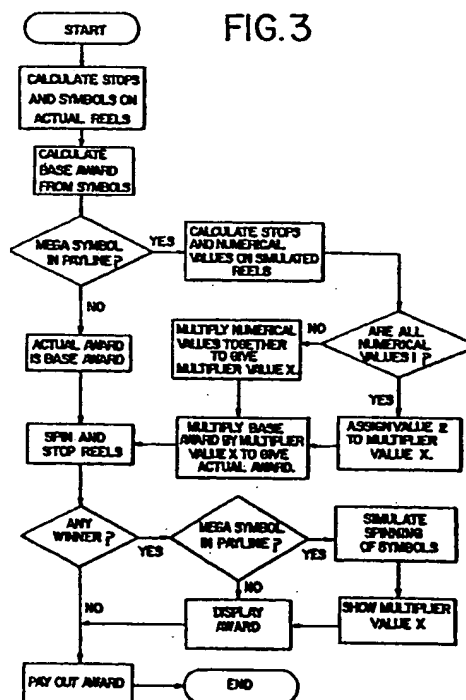 FIG.3
START
CALCULATE STOPS
AND SYMBOLS ON
ACTUAL REELS
CALCULATE
BASE AWARD
FROM SYMBOLS
MEGA SYMBOL
IN PAYLINE?
YES
CALCULATE STOPS
AND NUMERICAL
VALUES ON SIMULATED
REELS
NO
ACTUAL AWARD
IS BASE AWARD
MULTIPLY NUMERICAL
VALUES TOGETHER
TO GIVE
MULTIPLIER VALUE X.
NO
ARE ALL
NUMERICAL
VALUES 1?
YES
SPIN AND
STOP REELS
MULTIPLY BASE
AWARD BY MULTIPLIER
VALUE X TO GIVE
ACTUAL AWARD.
ASSIGN VALUE 2
TO MULTIPLIER
VALUE X.
ANY
WINNER?
YES
MEGA SYMBOL
IN PAYLINE?
YES
SIMULATE
SPINNING
OF SYMBOLS
NO
NO
DISPLAY
AWARD
SHOW MULTIPLIER
VALUE X
PAY OUT AWARD
END